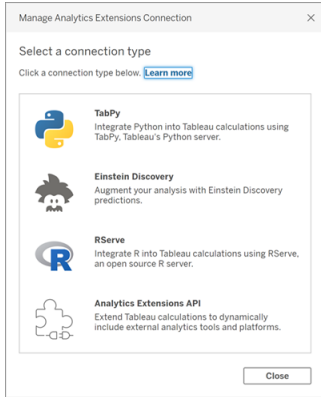 Manage Analytics Extensions Connection
Select a connection type
Click a connection type below. Learn more
TabPy
Integrate Python into Tableau calculations using
TabPy, Tableau's Python server.
Einstein Discovery
Augment your analysis with Einstein Discovery
predictions.
RServe
Integrate R into Tableau calculations using RServe,
an open source R server.
R
Analytics Extensions API
Extend Tableau calculations to dynamically
include external analytics tools and platforms.
Close